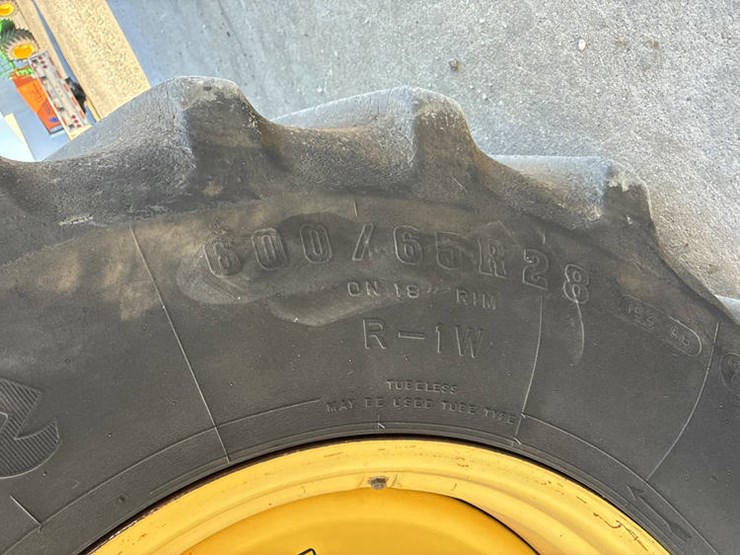 600/65R28
ON 18" RIM
R-1W
TUBELESS
MAY BE USED TUBE TYPE